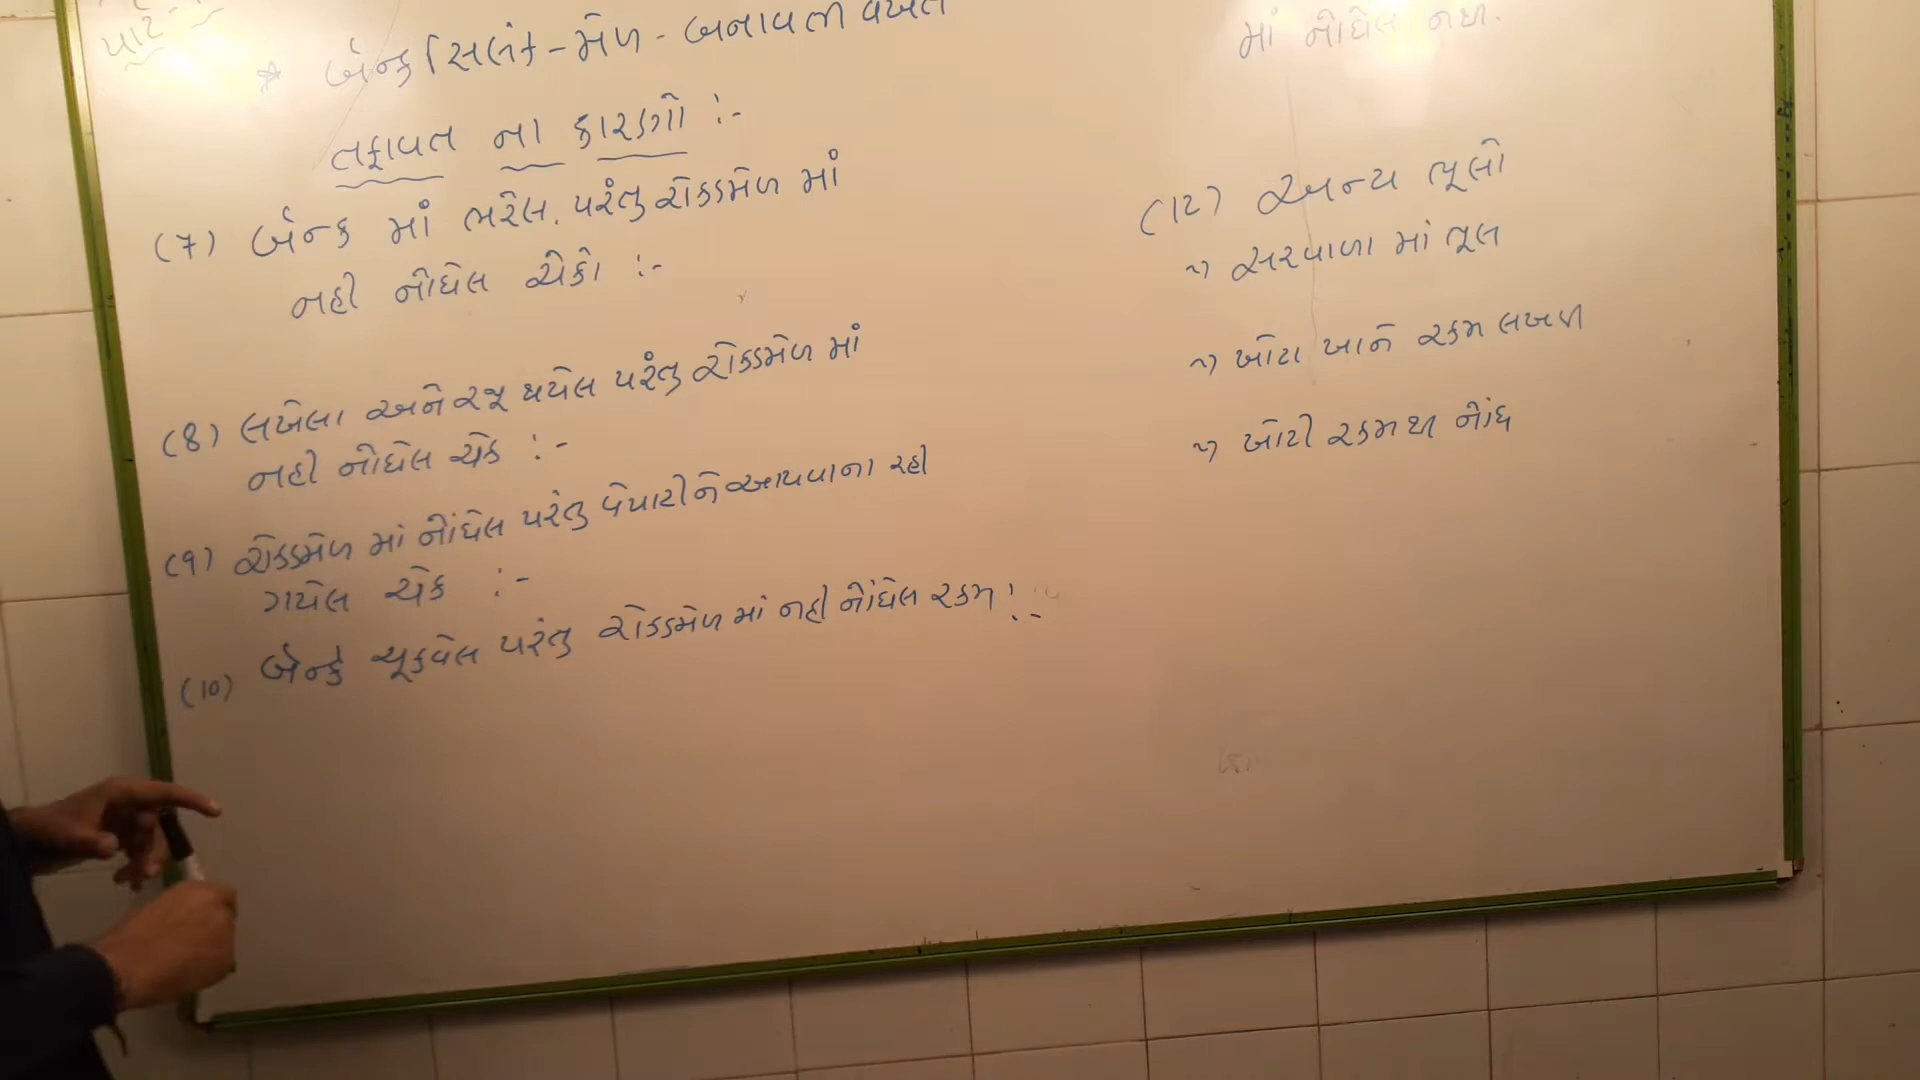 પાર્ટ -
* બેન્ક સિલક - મેળ - બનાવતી વખતે
તફાવત ના કારણો :-
(7) બેન્ક માં ભરેલ. પરંતુ રોકડમેળ માં
નહી નોંધેલ ચેકો :-
(8) લખેલા અને રજૂ થયેલ પરંતુ રોકડમેળ માં
નહી નોંધેલ ચેક :-
(9) રોકડમેળ માં નોંધેલ પરંતુ વેપારીને આપવાના રહી
ગયેલ ચેક :-
(10) બેન્કે ચૂકવેલ પરંતુ રોકડમેળ માં નહી નોંધેલ રકમ :-
માં નોંધેલ નથી.
(12) અન્ય ભૂલો
~) સરવાળા માં ભૂલ
~) ખોટા ખાને રકમ લખવી
~) ખોટી રકમ થી નોંધ